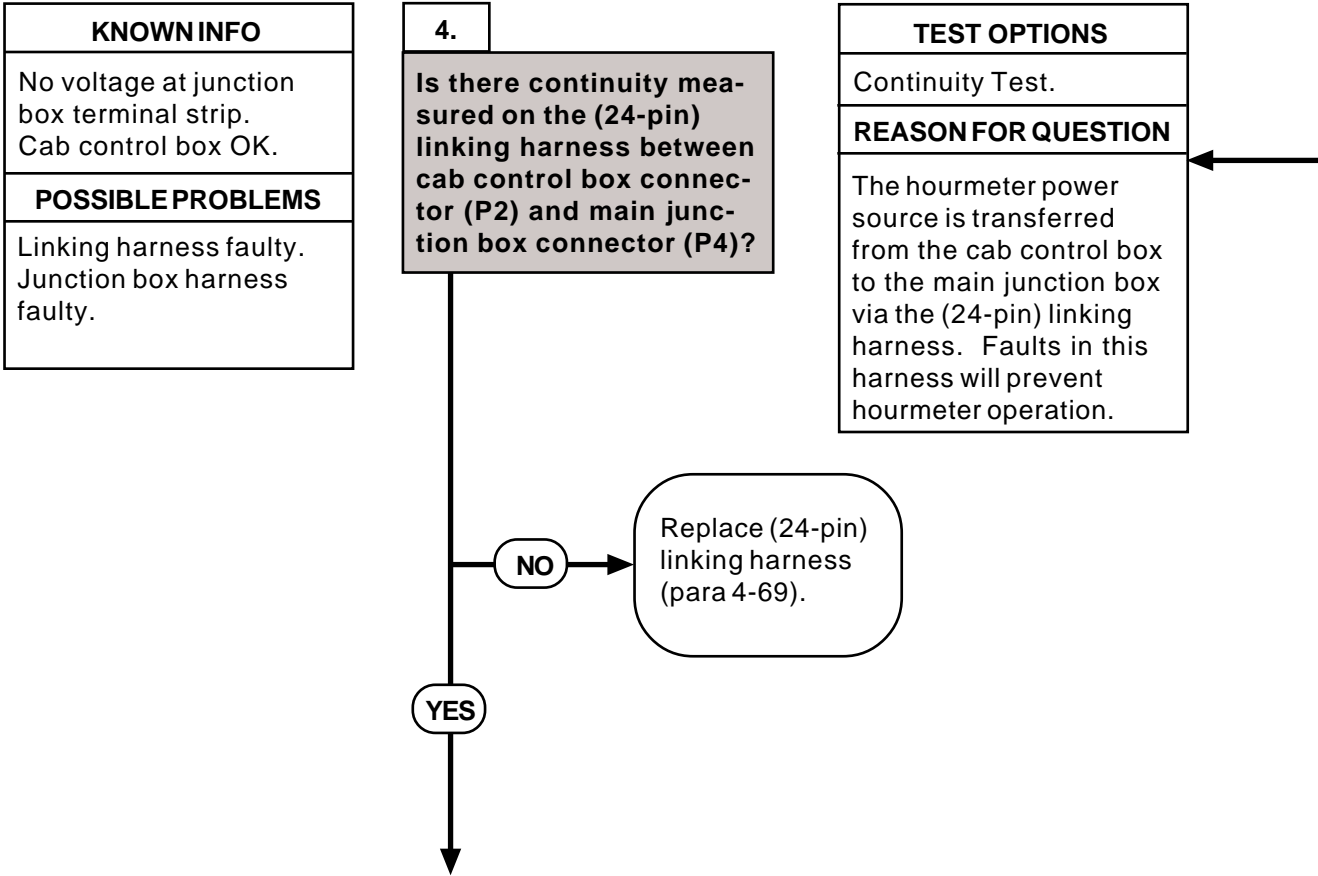 KNOWN INFO
No voltage at junction
box terminal strip.
Cab control box OK.
POSSIBLE PROBLEMS
Linking harness faulty.
Junction box harness
faulty.
4.
Is there continuity mea-
sured on the (24-pin)
linking harness between
cab control box connec-
tor (P2) and main junc-
tion box connector (P4)?
TEST OPTIONS
Continuity Test.
REASON FOR QUESTION
The hourmeter power
source is transferred
from the cab control box
to the main junction box
via the (24-pin) linking
harness. Faults in this
harness will prevent
hourmeter operation.
NO
Replace (24-pin)
linking harness
(para 4-69).
YES